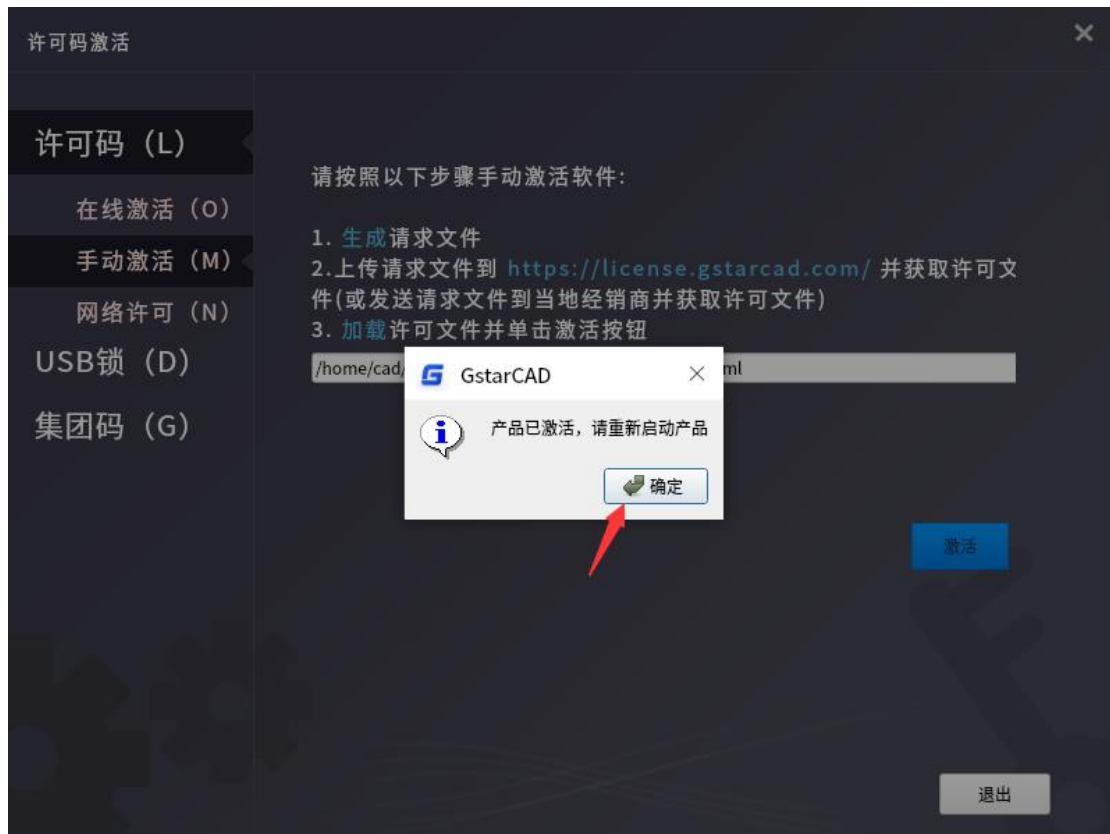 许可码激活
许可码（L）
在线激活（O）
手动激活（M）
网络许可（N）
USB锁（D）
集团码（G）
请按照以下步骤手动激活软件:
1. 生成请求文件
2.上传请求文件到 https://license.gstarcad.com/ 并获取许可文
件(或发送请求文件到当地经销商并获取许可文件)
3. 加载许可文件并单击激活按钮
/home/cad/ ml
GstarCAD
产品已激活，请重新启动产品
确定
激活
退出